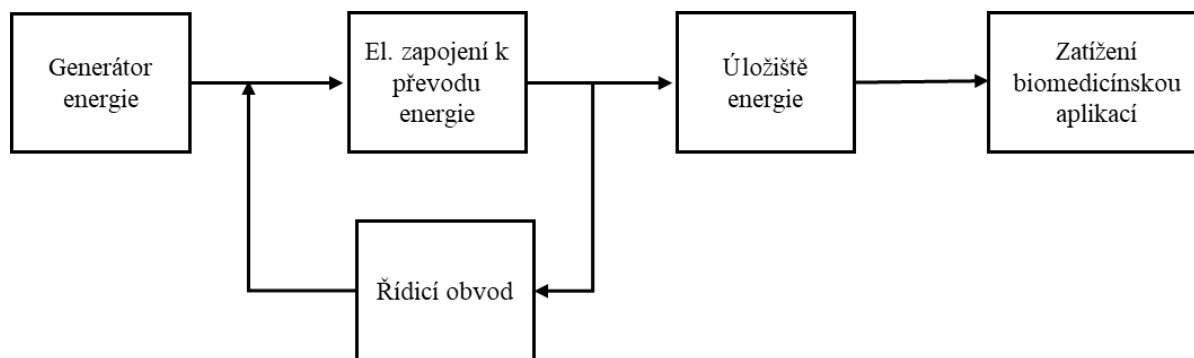 Generátor
energie
El. zapojení k
převodu
energie
Úložiště
energie
Zatížení
biomedicínskou
aplikací
Řídicí obvod